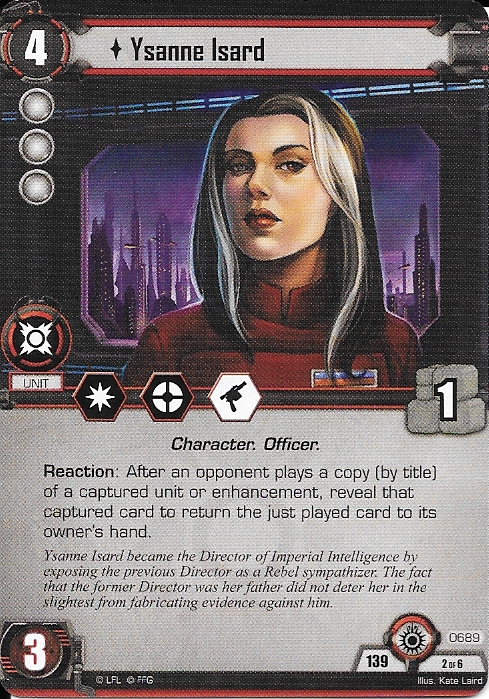 4
Ysanne Isard
UNIT
1
Character. Officer.
Reaction: After an opponent plays a copy (by title)
of a captured unit or enhancement, reveal that
captured card to return the just played card to its
owner's hand.
Ysanne Isard became the Director of Imperial Intelligence by
exposing the previous Director as a Rebel sympathizer. The fact
that the former Director was her father did not deter her in the
slightest from fabricating evidence against him.
3
0689
139
2 OF 6
© LFL © FFG
Illus. Kate Laird